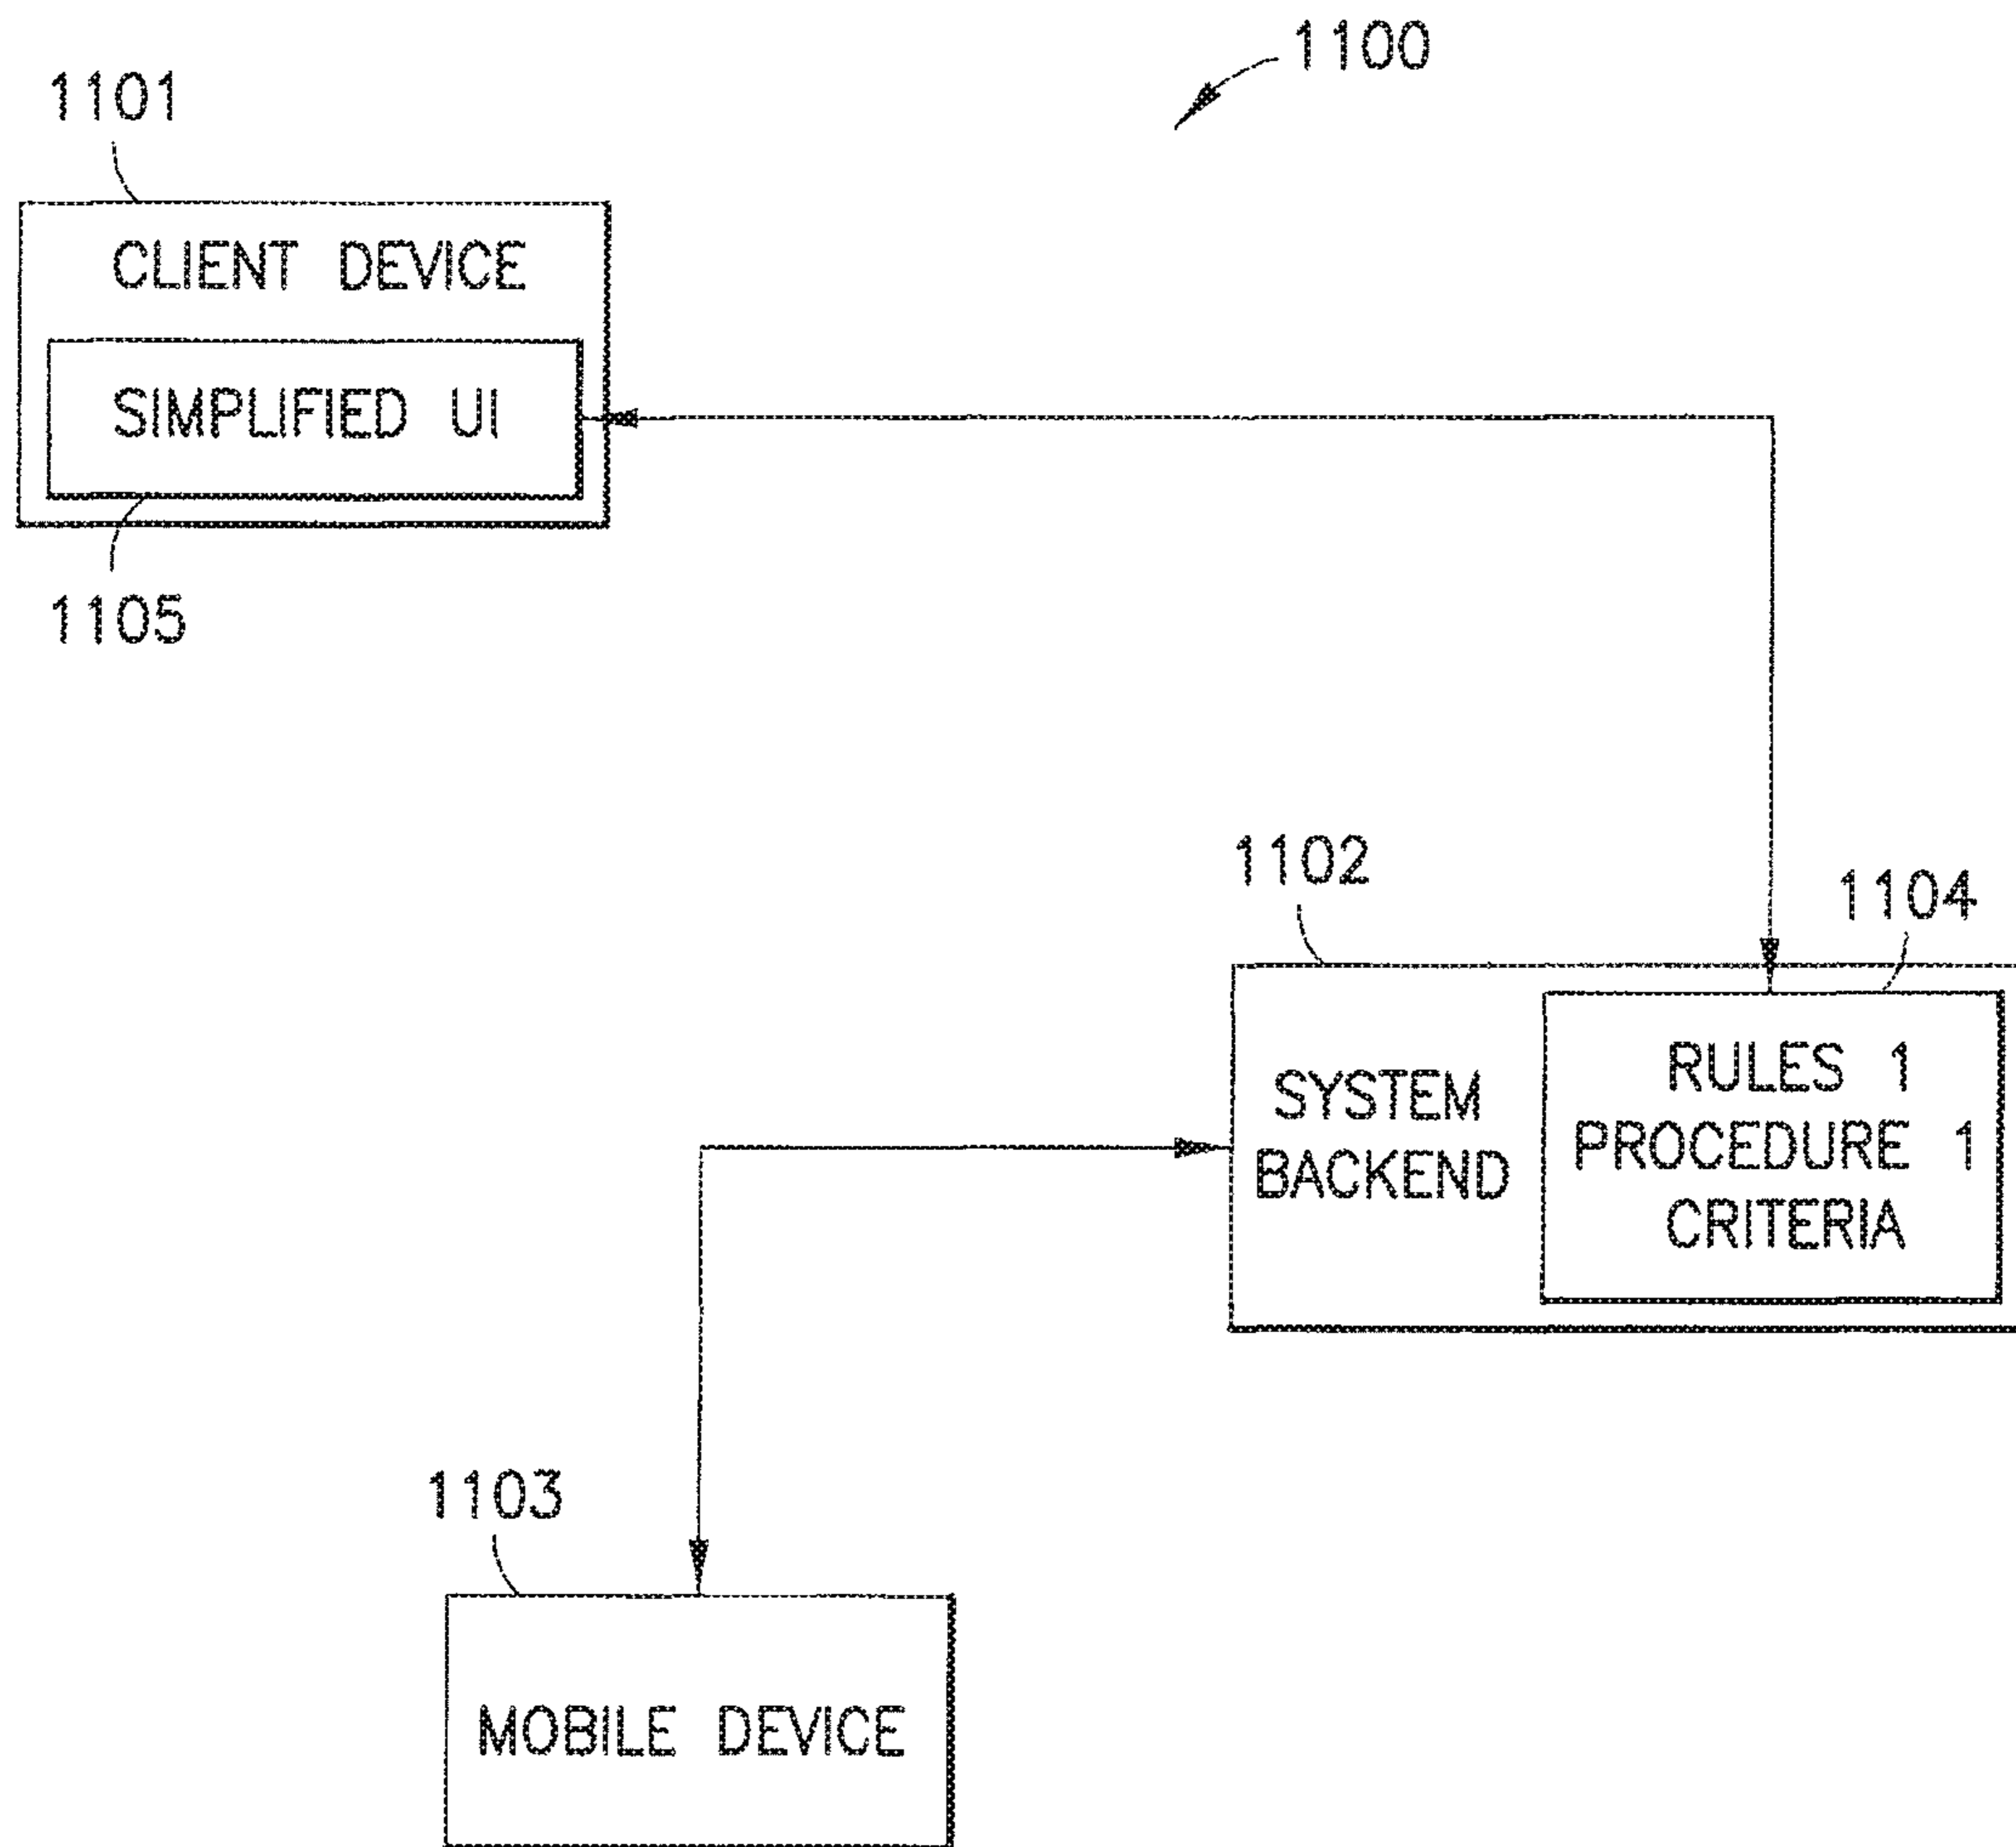 1100
1101
CLIENT DEVICE
SIMPLIFIED UI
1105
1102
1104
SYSTEM
BACKEND
RULES 1
PROCEDURE 1
CRITERIA
1103
MOBILE DEVICE